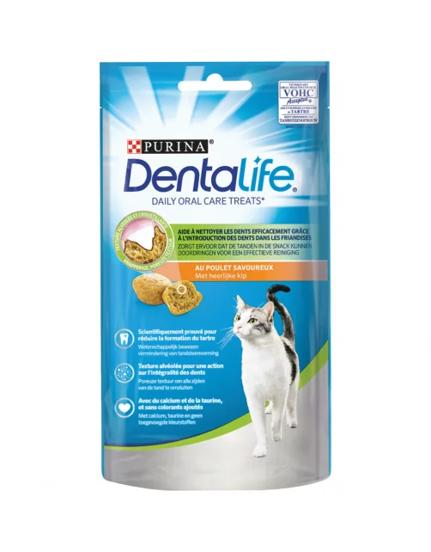 VOHC
Accepted
TARTRE
PURINA®
DENTALIFE®
DAILY ORAL CARE TREATS*
AIDE À NETTOYER LES DENTS EFFICACEMENT GRÂCE
À L'INTRODUCTION DES DENTS DANS LES FRIANDISES
ZORGT ERVOOR DAT DE TANDEN IN DE SNACK KUNNEN
DOORDRINGEN VOOR EEN EFFECTIEVE REINIGING
AU POULET SAVOUREUX
Met heerlijke kip
Scientifiquement prouvé pour
réduire la formation du tartre
Wetenschappelijk bewezen
vermindering van tandsteenvorming
Texture alvéolée pour une action
sur l'intégralité des dents
Poreuze textuur om alle zijden
van de tand te omsluiten
Avec du calcium et de la taurine,
et sans colorants ajoutés
Met calcium, taurine en geen
toegevoegde kleurstoffen